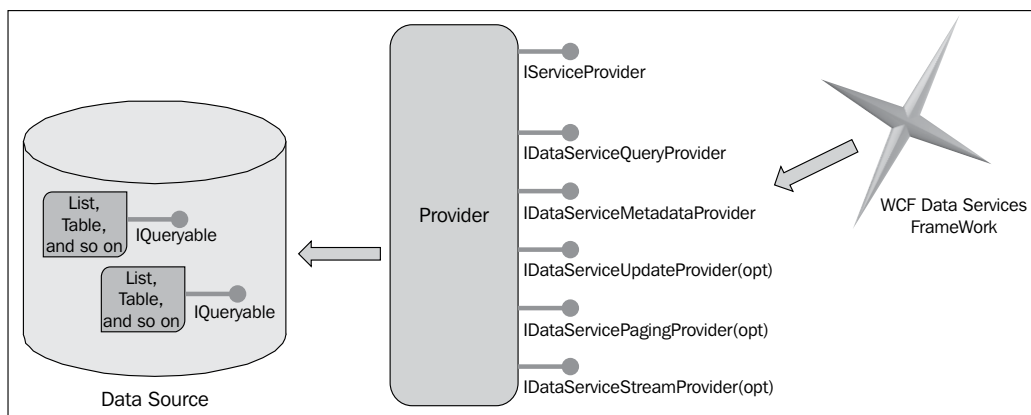 List,
Table,
and so on
IQueryable
List,
Table,
and so on
IQueryable
Data Source
Provider
IServiceProvider
IDataServiceQueryProvider
IDataServiceMetadataProvider
IDataServiceUpdateProvider(opt)
IDataServicePagingProvider(opt)
IDataServiceStreamProvider(opt)
WCF Data Services
FrameWork